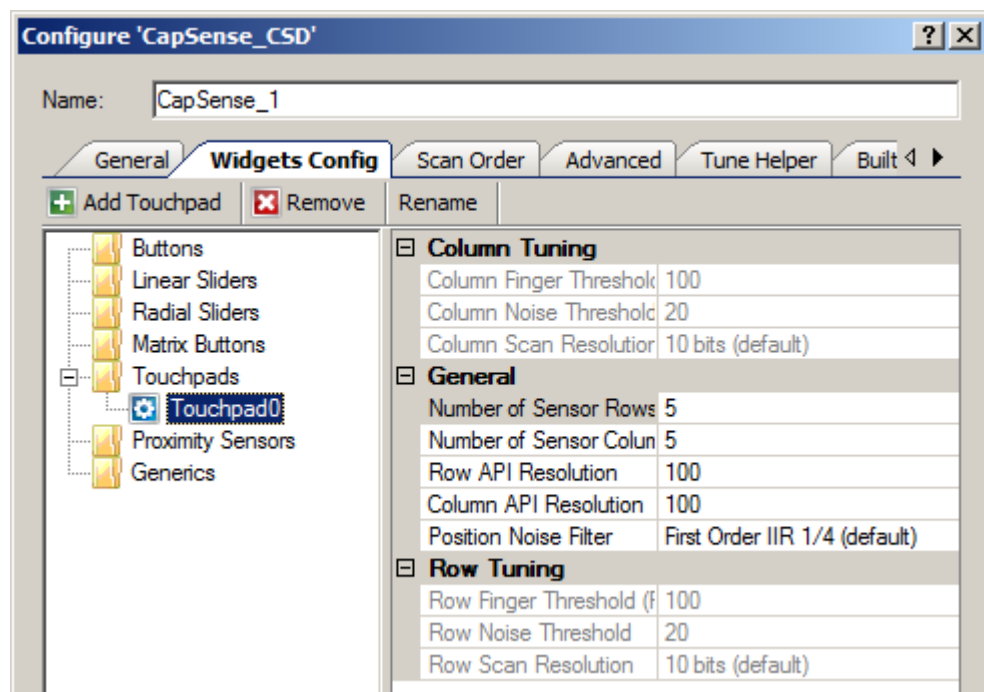 Configure 'CapSense_CSD'
Name: CapSense_1
General Widgets Config Scan Order Advanced Tune Helper Built
Add Touchpad Remove Rename
Buttons
Linear Sliders
Radial Sliders
Matrix Buttons
Touchpads
Touchpad0
Proximity Sensors
Generics
Column Tuning
Column Finger Threshold 100
Column Noise Threshold 20
Column Scan Resolution 10 bits (default)
General
Number of Sensor Rows 5
Number of Sensor Colum 5
Row API Resolution 100
Column API Resolution 100
Position Noise Filter First Order IIR 1/4 (default)
Row Tuning
Row Finger Threshold (F 100
Row Noise Threshold 20
Row Scan Resolution 10 bits (default)